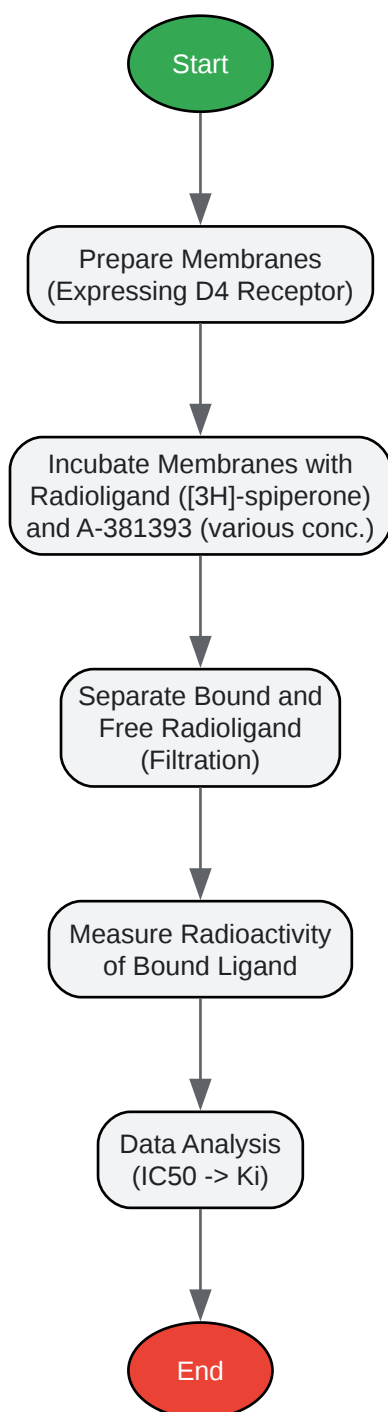 Start
Prepare Membranes
(Expressing D4 Receptor)
Incubate Membranes with
Radioligand ([3H]-spiperone)
and A-381393 (various conc.)
Separate Bound and
Free Radioligand
(Filtration)
Measure Radioactivity
of Bound Ligand
Data Analysis
(IC50 -> Ki)
End